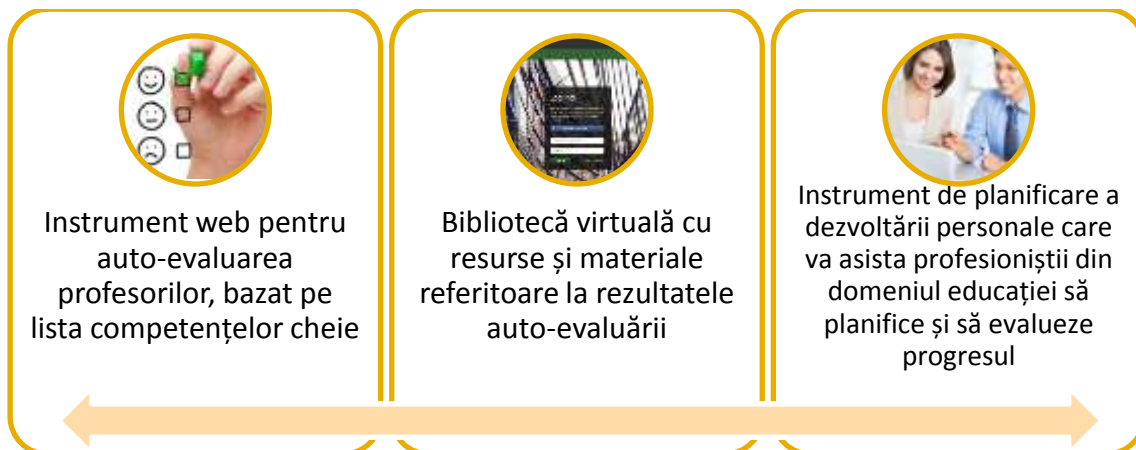 Instrument web pentru
auto-evaluarea
profesorilor, bazat pe
lista competențelor cheie
Bibliotecă virtuală cu
resurse și materiale
referitoare la rezultatele
auto-evaluării
Instrument de planificare a
dezvoltării personale care
va asista profesioniștii din
domeniul educației să
planifice și să evalueze
progresul